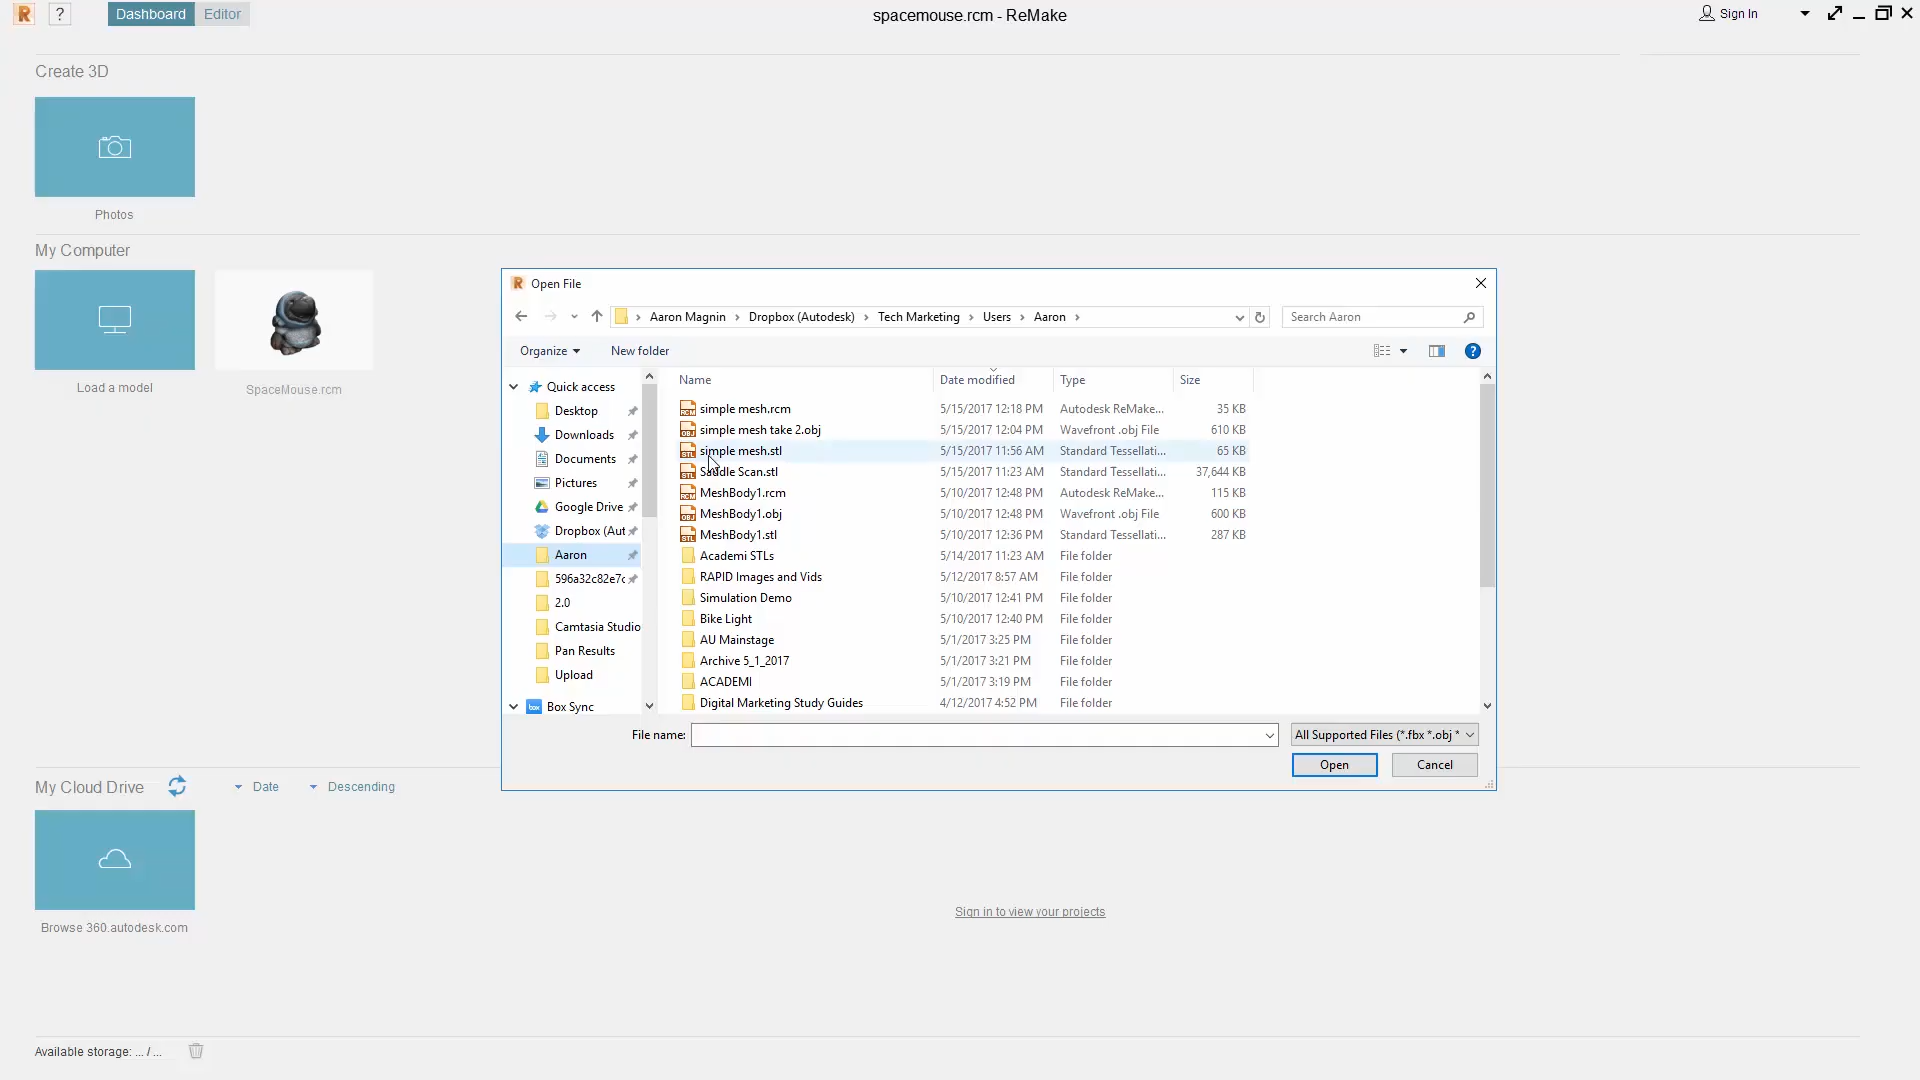 R ? Dashboard Editor spacemouse.rcm - ReMake Sign In
Create 3D
Photos
My Computer
Load a model
SpaceMouse.rcm
R Open File
Aaron Magnin › Dropbox (Autodesk) › Tech Marketing › Users › Aaron › Search Aaron
Organize New folder ?
Quick access
Desktop
Downloads
Documents
Pictures
Google Drive
Dropbox (Aut
Aaron
596a32c82e7c
2.0
Camtasia Studio
Pan Results
Upload
box Box Sync
Name Date modified Type Size
simple mesh.rcm 5/15/2017 12:18 PM Autodesk ReMake... 35 KB
simple mesh take 2.obj 5/15/2017 12:04 PM Wavefront .obj File 610 KB
simple mesh.stl 5/15/2017 11:56 AM Standard Tessellati... 65 KB
Saddle Scan.stl 5/15/2017 11:23 AM Standard Tessellati... 37,644 KB
MeshBody1.rcm 5/10/2017 12:48 PM Autodesk ReMake... 115 KB
MeshBody1.obj 5/10/2017 12:48 PM Wavefront .obj File 600 KB
MeshBody1.stl 5/10/2017 12:36 PM Standard Tessellati... 287 KB
Academi STLs 5/14/2017 11:23 AM File folder
RAPID Images and Vids 5/12/2017 8:57 AM File folder
Simulation Demo 5/10/2017 12:41 PM File folder
Bike Light 5/10/2017 12:40 PM File folder
AU Mainstage 5/1/2017 3:25 PM File folder
Archive 5_1_2017 5/1/2017 3:21 PM File folder
ACADEMI 5/1/2017 3:19 PM File folder
Digital Marketing Study Guides 4/12/2017 4:52 PM File folder
File name: All Supported Files (*.fbx *.obj *
Open Cancel
My Cloud Drive Date Descending
Browse 360.autodesk.com
Sign in to view your projects
Available storage: ... / ...